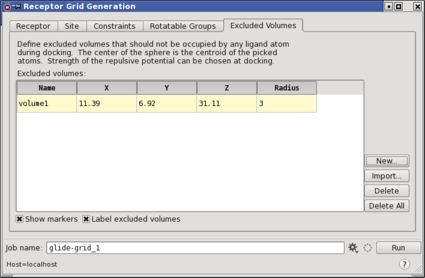 Receptor Grid Generation
Receptor Site Constraints Rotatable Groups Excluded Volumes
Define excluded volumes that should not be occupied by any ligand atom
during docking. The center of the sphere is the centroid of the picked
atoms. Strength of the repulsive potential can be chosen at docking.
Excluded volumes:
Name X Y Z Radius
volume1 11.39 6.92 31.11 3
New...
Import...
Delete
Delete All
Show markers Label excluded volumes
Job name: glide-grid_1 Run
Host=localhost ?